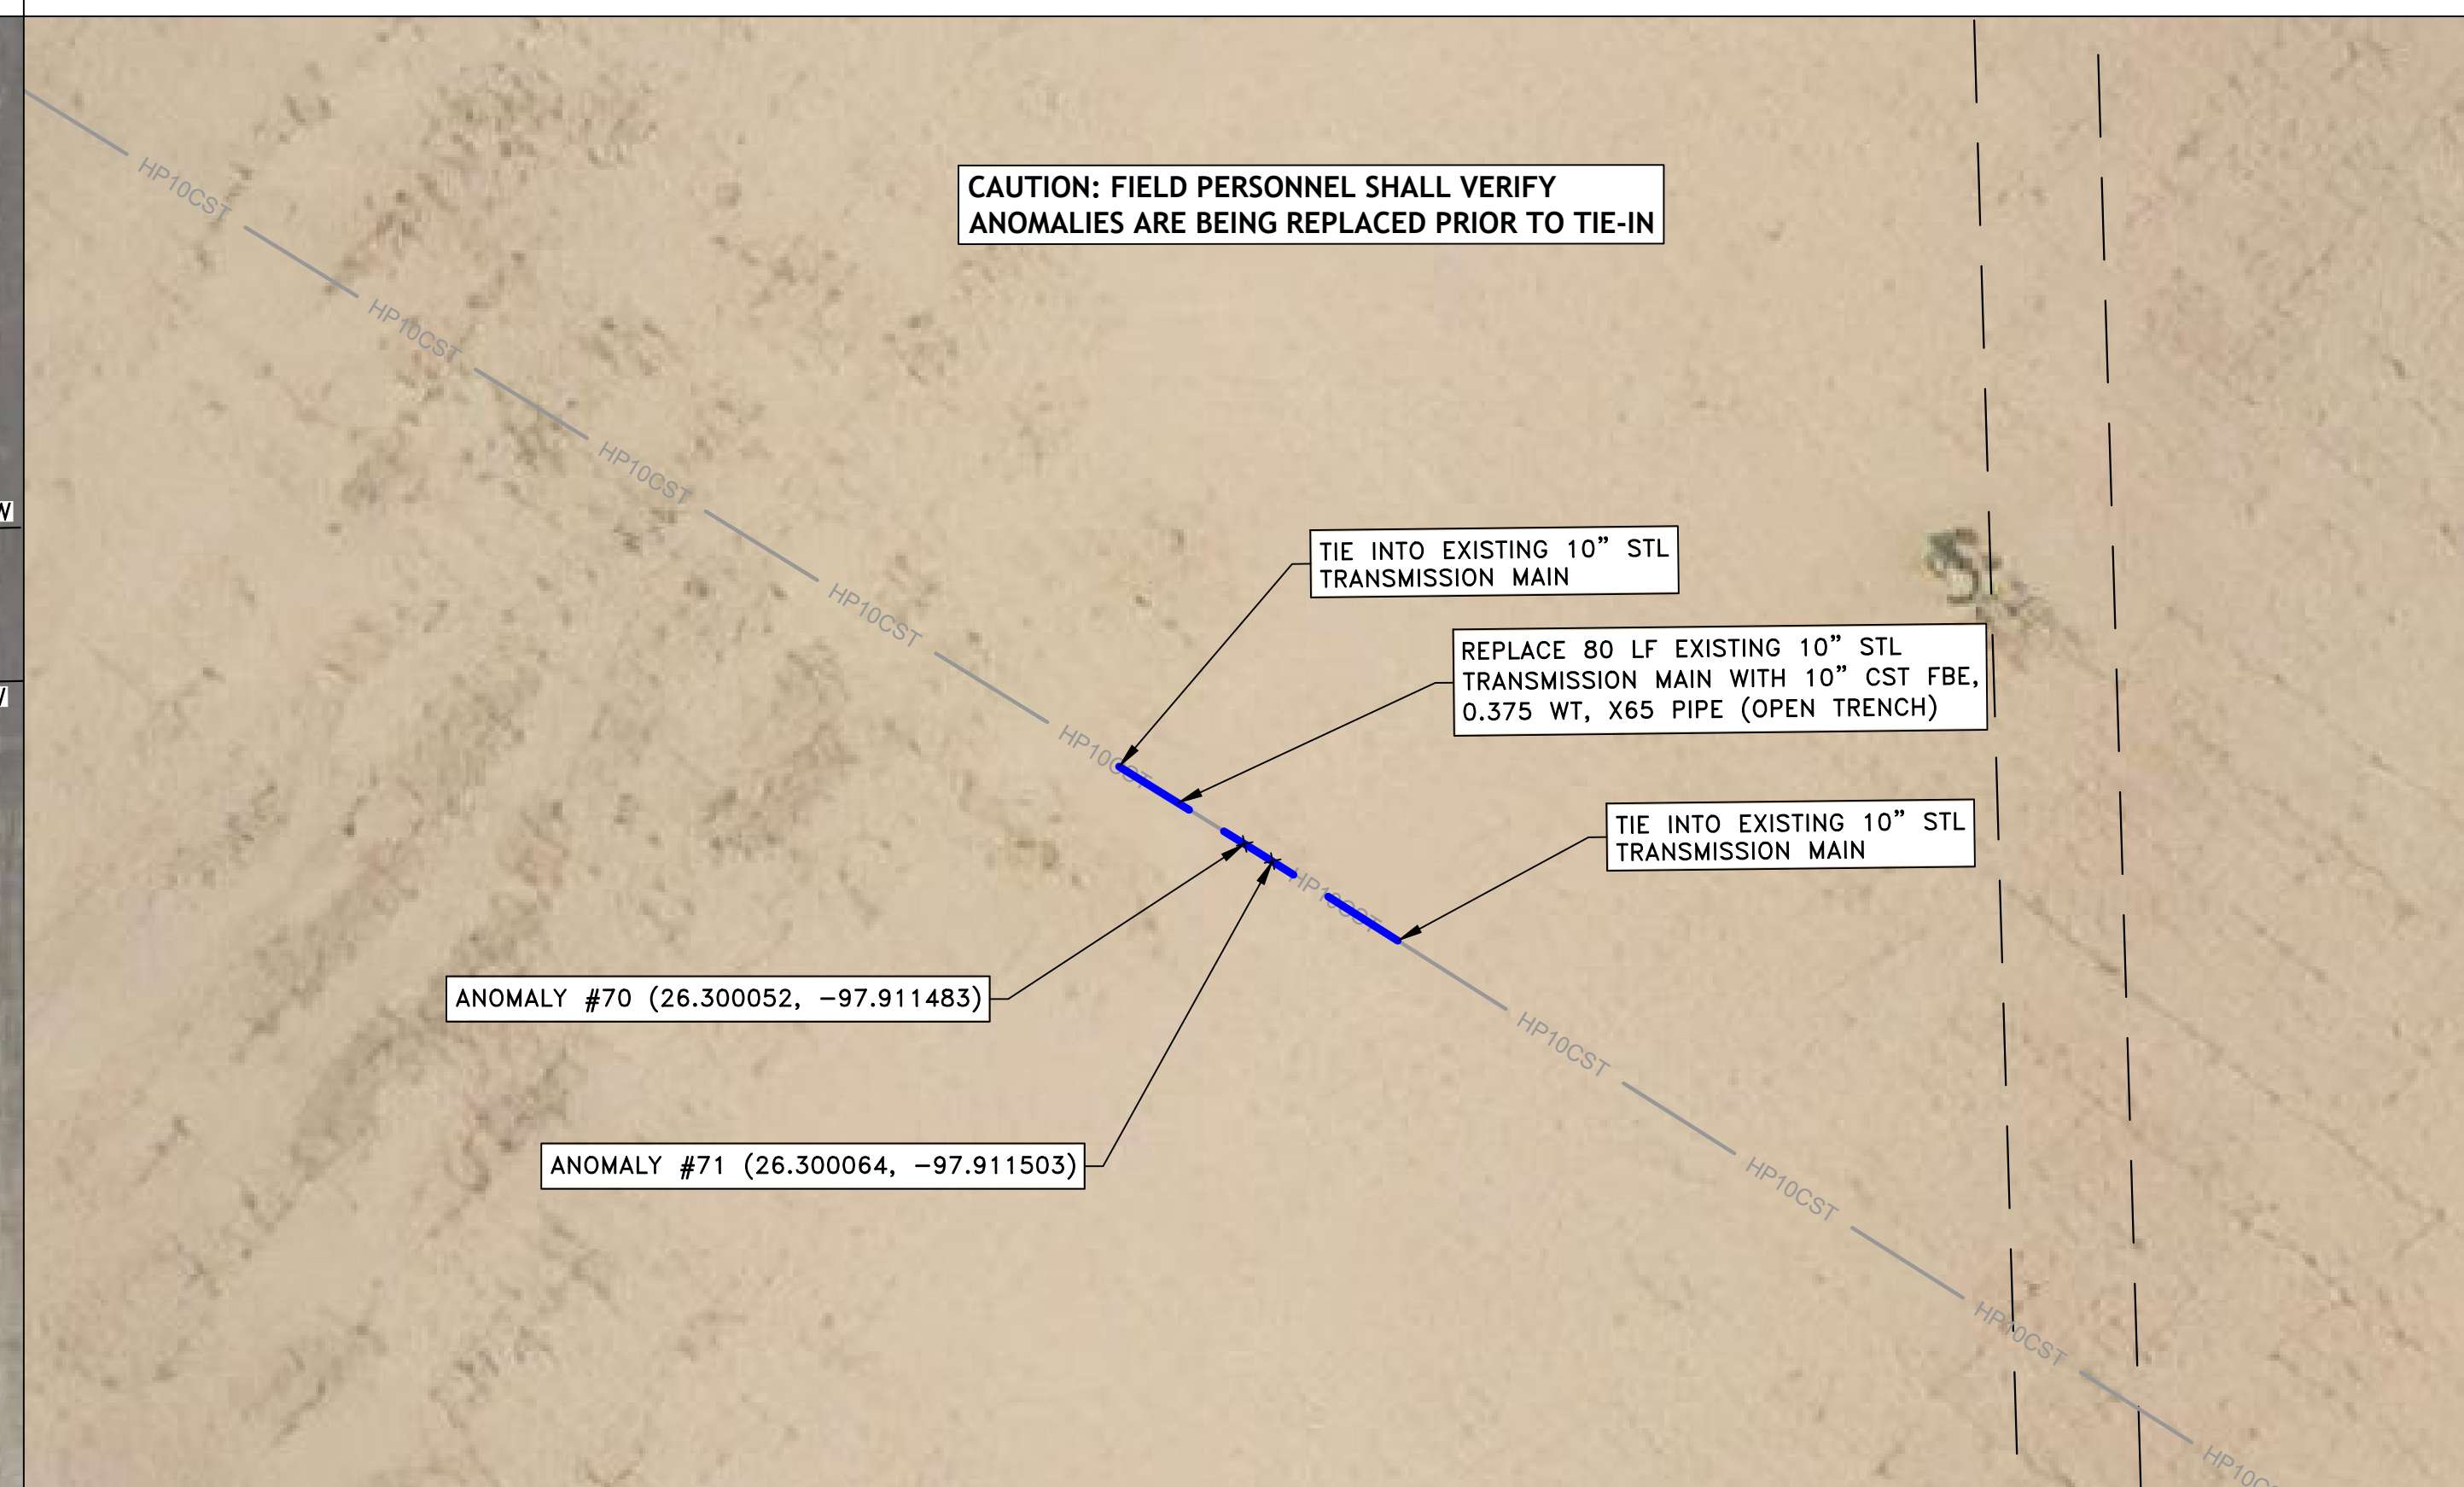 CAUTION: FIELD PERSONNEL SHALL VERIFY
ANOMALIES ARE BEING REPLACED PRIOR TO TIE-IN
HP10CST
HP10CST
HP10CST
HP10CST
HP10CST
HP10CST
HP10CST
HP10CST
HP10CST
TIE INTO EXISTING 10” STL
TRANSMISSION MAIN
REPLACE 80 LF EXISTING 10” STL
TRANSMISSION MAIN WITH 10” CST FBE,
0.375 WT, X65 PIPE (OPEN TRENCH)
TIE INTO EXISTING 10” STL
TRANSMISSION MAIN
ANOMALY #70 (26.300052, −97.911483)
ANOMALY #71 (26.300064, −97.911503)